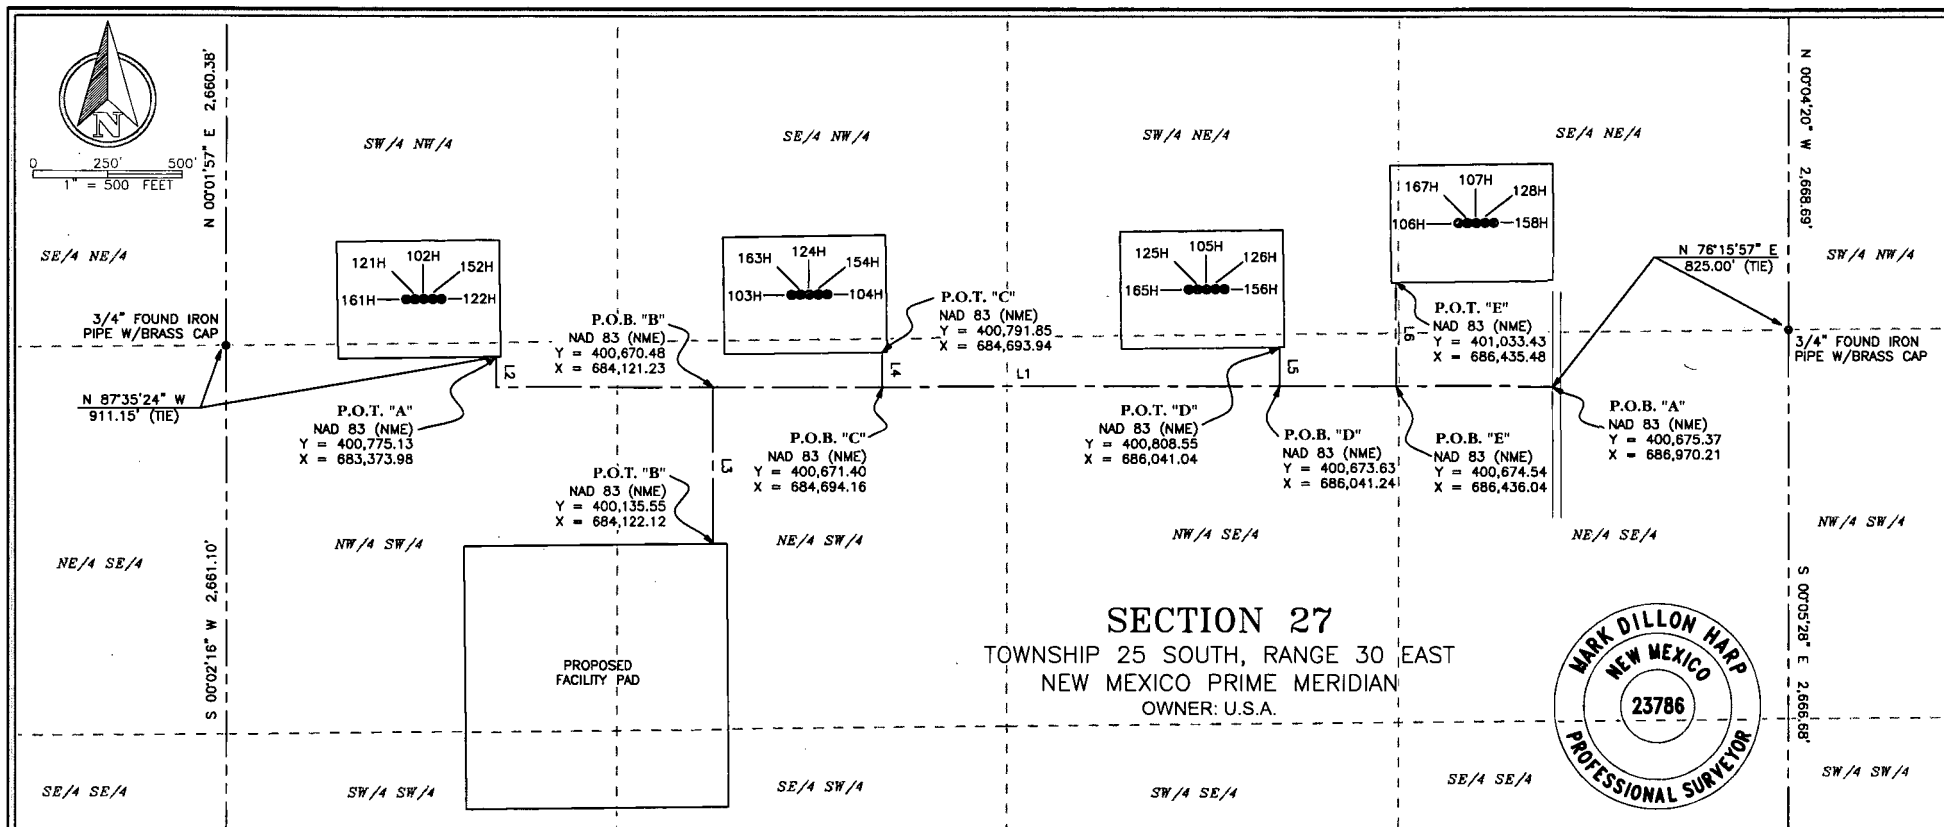 N
0 250' 500'
1" = 500 FEET
N 00°01'57" E 2,660.38'
S 00°02'16" W 2,661.10'
N 00°04'20" W 2,668.69'
S 00°05'28" E 2,666.68'
SW/4 NW/4
SE/4 NW/4
SW/4 NE/4
SE/4 NE/4
SE/4 NE/4
SW/4 NW/4
121H
102H
152H
161H
122H
163H
124H
154H
103H
104H
125H
105H
126H
165H
156H
167H
107H
128H
106H
158H
3/4" FOUND IRON
PIPE W/BRASS CAP
N 87°35'24" W
911.15' (TIE)
N 76°15'57" E
825.00' (TIE)
3/4" FOUND IRON
PIPE W/BRASS CAP
P.O.B. "B"
NAD 83 (NME)
Y = 400,670.48
X = 684,121.23
P.O.T. "C"
NAD 83 (NME)
Y = 400,791.85
X = 684,693.94
P.O.T. "E"
NAD 83 (NME)
Y = 401,033.43
X = 686,435.48
L2
L4
L1
L5
L6
L3
P.O.T. "A"
NAD 83 (NME)
Y = 400,775.13
X = 683,373.98
P.O.B. "C"
NAD 83 (NME)
Y = 400,671.40
X = 684,694.16
P.O.T. "D"
NAD 83 (NME)
Y = 400,808.55
X = 686,041.04
P.O.B. "D"
NAD 83 (NME)
Y = 400,673.63
X = 686,041.24
P.O.B. "E"
NAD 83 (NME)
Y = 400,674.54
X = 686,436.04
P.O.B. "A"
NAD 83 (NME)
Y = 400,675.37
X = 686,970.21
P.O.T. "B"
NAD 83 (NME)
Y = 400,135.55
X = 684,122.12
NE/4 SE/4
NW/4 SW/4
NE/4 SW/4
NW/4 SE/4
NE/4 SE/4
NW/4 SW/4
PROPOSED
FACILITY PAD
SECTION 27
TOWNSHIP 25 SOUTH, RANGE 30 EAST
NEW MEXICO PRIME MERIDIAN
OWNER: U.S.A.
MARK DILLON HARP
NEW MEXICO
23786
PROFESSIONAL SURVEYOR
SE/4 SE/4
SW/4 SW/4
SE/4 SW/4
SW/4 SE/4
SE/4 SE/4
SW/4 SW/4